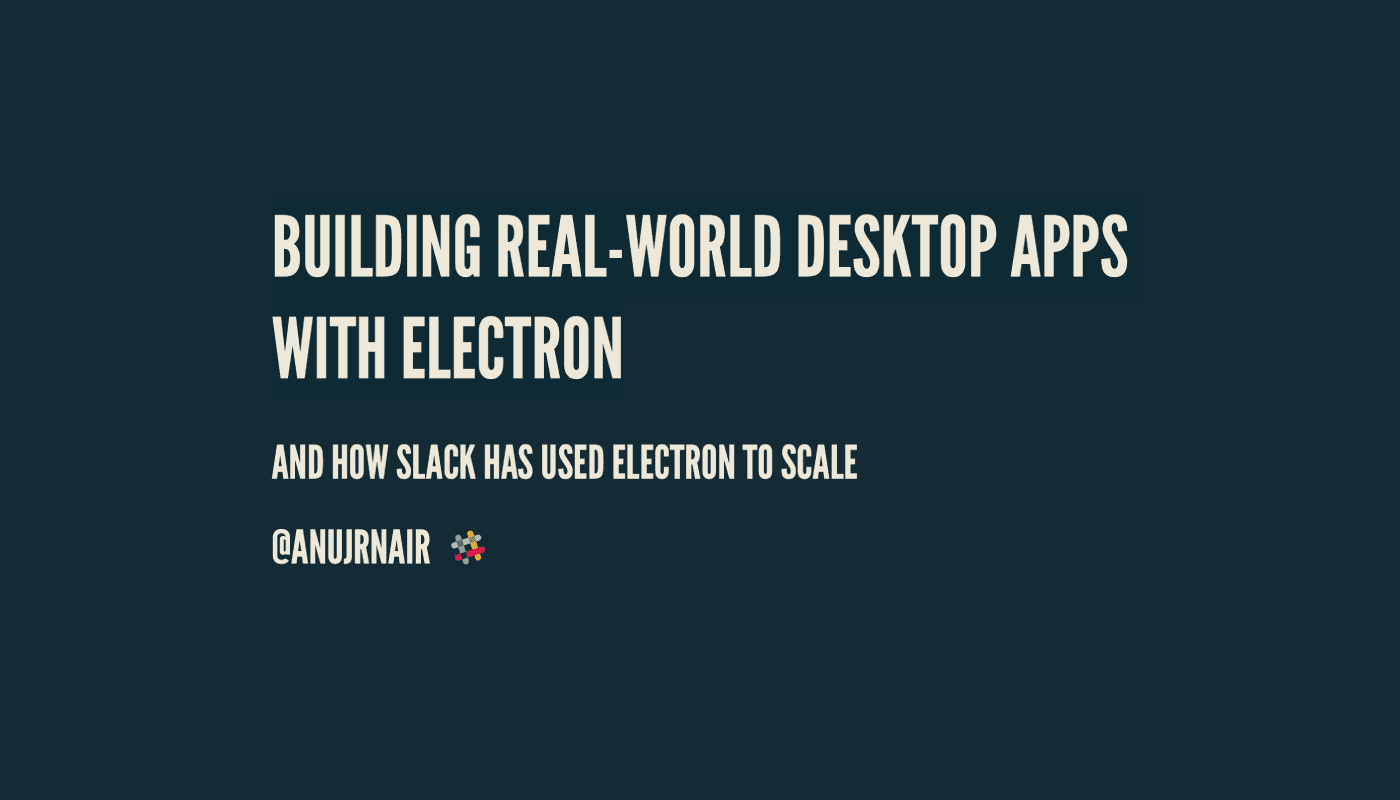 BUILDING REAL-WORLD DESKTOP APPS
WITH ELECTRON
AND HOW SLACK HAS USED ELECTRON TO SCALE
@ANUJRNAIR